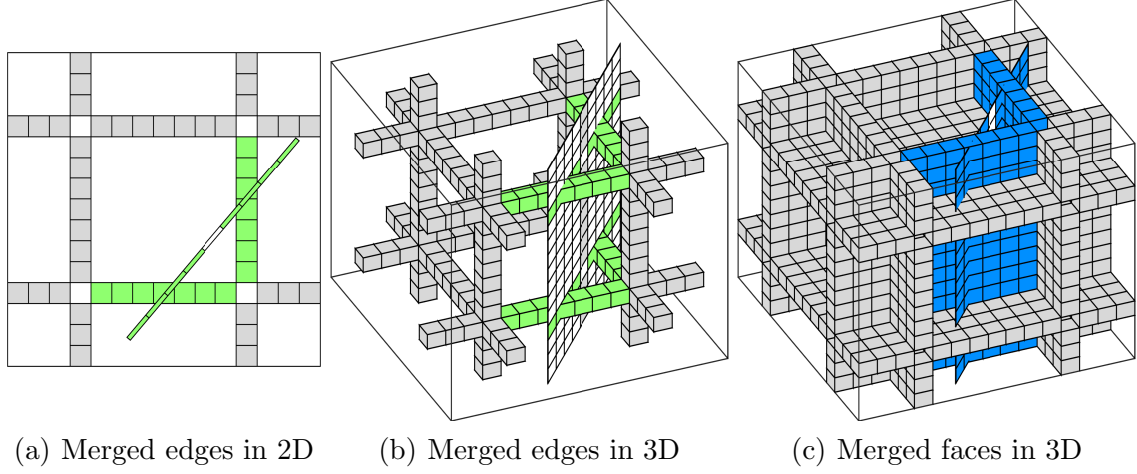 (a) Merged edges in 2D
(b) Merged edges in 3D
(c) Merged faces in 3D